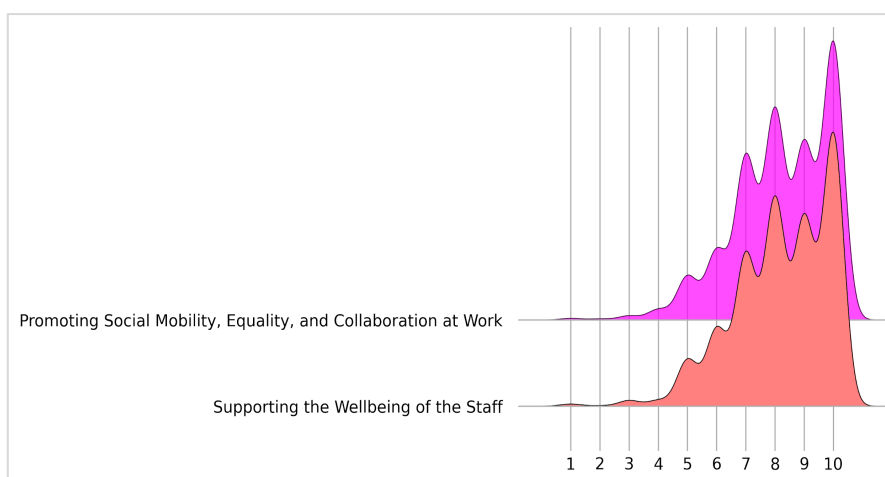 Promoting Social Mobility, Equality, and Collaboration at Work
Supporting the Wellbeing of the Staff
1 2 3 4 5 6 7 8 9 10